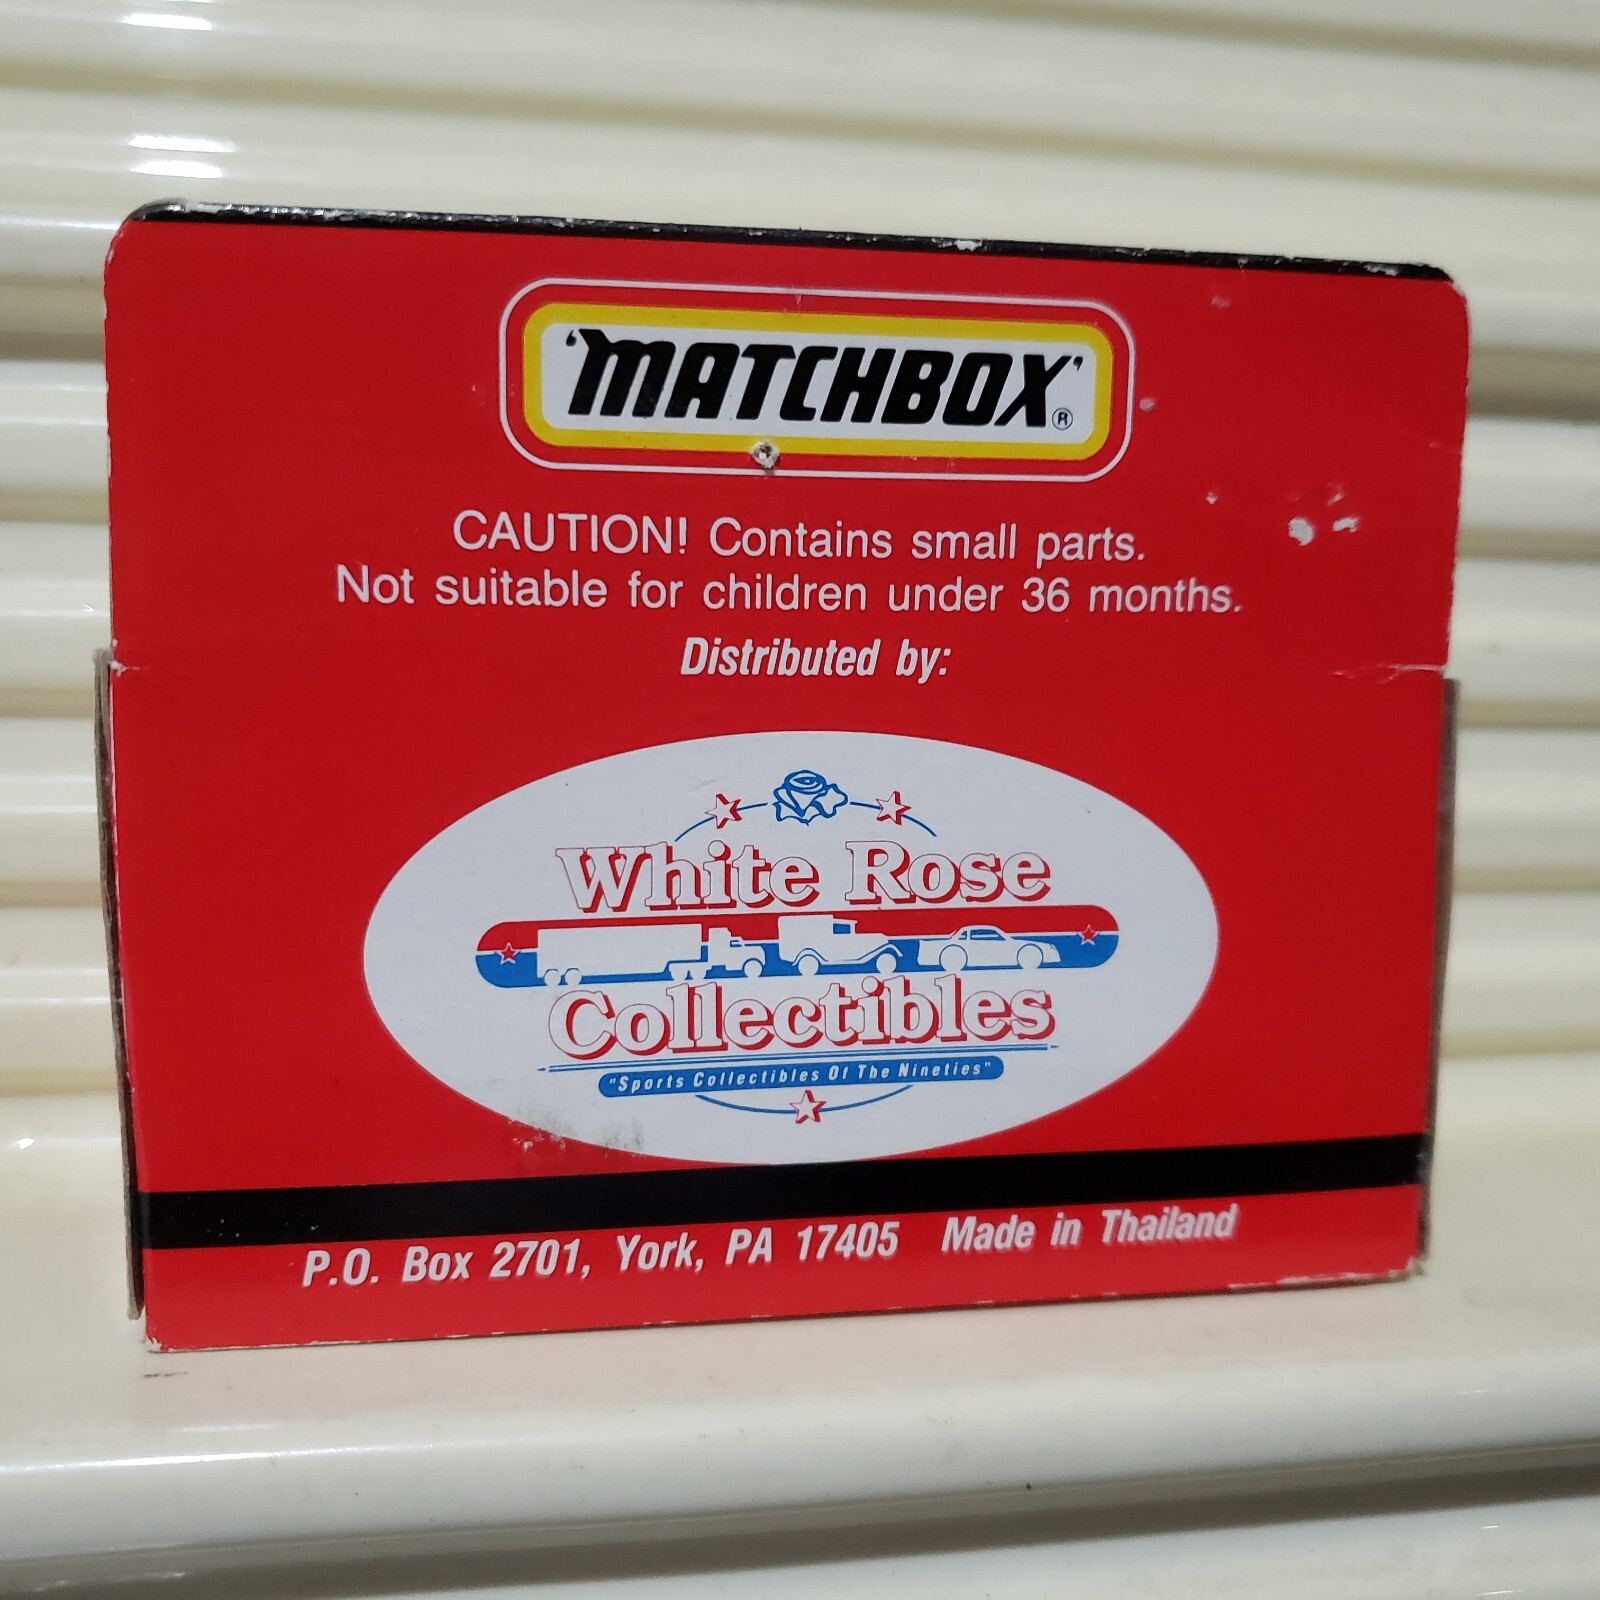 'MATCHBOX'®
CAUTION! Contains small parts.
Not suitable for children under 36 months.
Distributed by:
White Rose
Collectibles
"Sports Collectibles Of The Nineties"
P.O. Box 2701, York, PA 17405 Made in Thailand